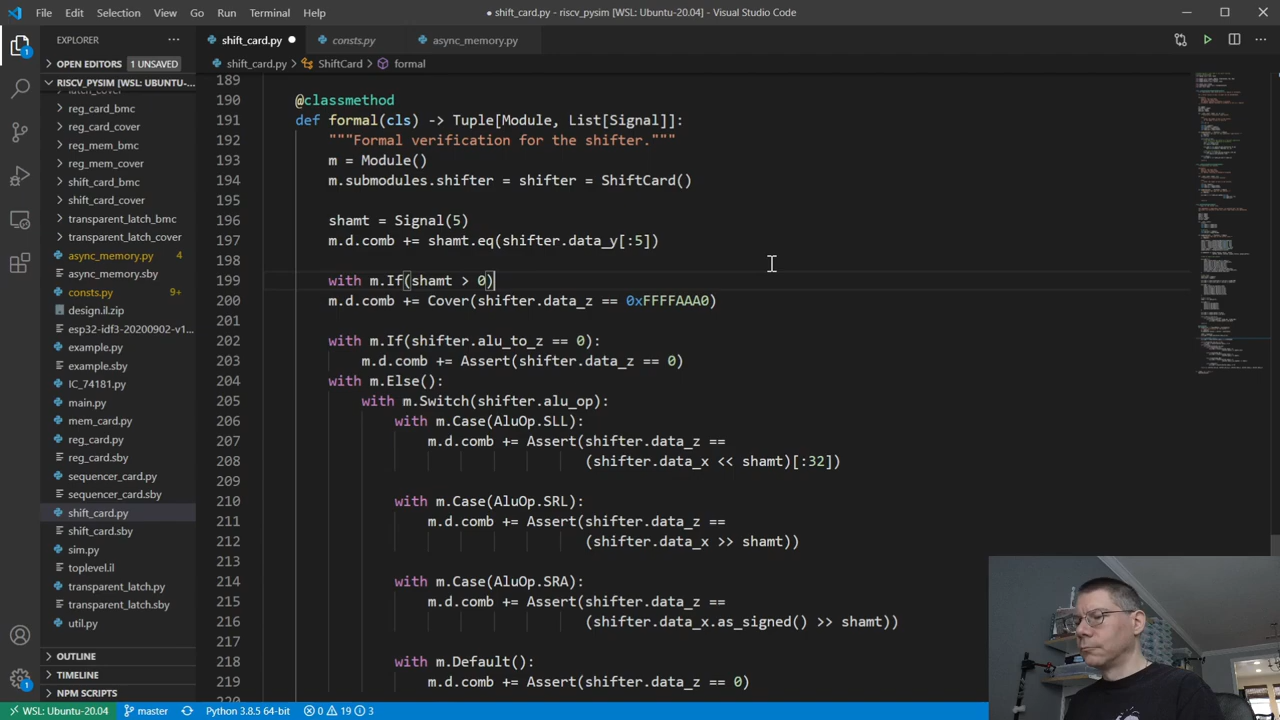 File Edit Selection View Go Run Terminal Help
● shift_card.py - riscv_pysim [WSL: Ubuntu-20.04] - Visual Studio Code
EXPLORER
OPEN EDITORS 1 UNSAVED
RISCV_PYSIM [WSL: UBUNTU-...
latch_cover
reg_card_bmc
reg_card_cover
reg_mem_bmc
reg_mem_cover
shift_card_bmc
shift_card_cover
transparent_latch_bmc
transparent_latch_cover
async_memory.py 4
async_memory.sby
consts.py 9+
design.il.zip
esp32-idf3-20200902-v1...
example.py
example.sby
IC_74181.py
main.py
mem_card.py
reg_card.py
reg_card.sby
sequencer_card.py
sequencer_card.sby
shift_card.py
shift_card.sby
sim.py
toplevel.il
transparent_latch.py
transparent_latch.sby
util.py
OUTLINE
TIMELINE
NPM SCRIPTS
shift_card.py ● consts.py async_memory.py
shift_card.py > ShiftCard > formal
189
190 @classmethod
191 def formal(cls) -> Tuple[Module, List[Signal]]:
192 """Formal verification for the shifter."""
193 m = Module()
194 m.submodules.shifter = shifter = ShiftCard()
195
196 shamt = Signal(5)
197 m.d.comb += shamt.eq(shifter.data_y[:5])
198
199 with m.If(shamt > 0)
200 m.d.comb += Cover(shifter.data_z == 0xFFFFAAA0)
201
202 with m.If(shifter.alu_to_z == 0):
203 m.d.comb += Assert(shifter.data_z == 0)
204 with m.Else():
205 with m.Switch(shifter.alu_op):
206 with m.Case(AluOp.SLL):
207 m.d.comb += Assert(shifter.data_z ==
208 (shifter.data_x << shamt)[:32])
209
210 with m.Case(AluOp.SRL):
211 m.d.comb += Assert(shifter.data_z ==
212 (shifter.data_x >> shamt))
213
214 with m.Case(AluOp.SRA):
215 m.d.comb += Assert(shifter.data_z ==
216 (shifter.data_x.as_signed() >> shamt))
217
218 with m.Default():
219 m.d.comb += Assert(shifter.data_z == 0)
220
WSL: Ubuntu-20.04 master Python 3.8.5 64-bit 0 19 3